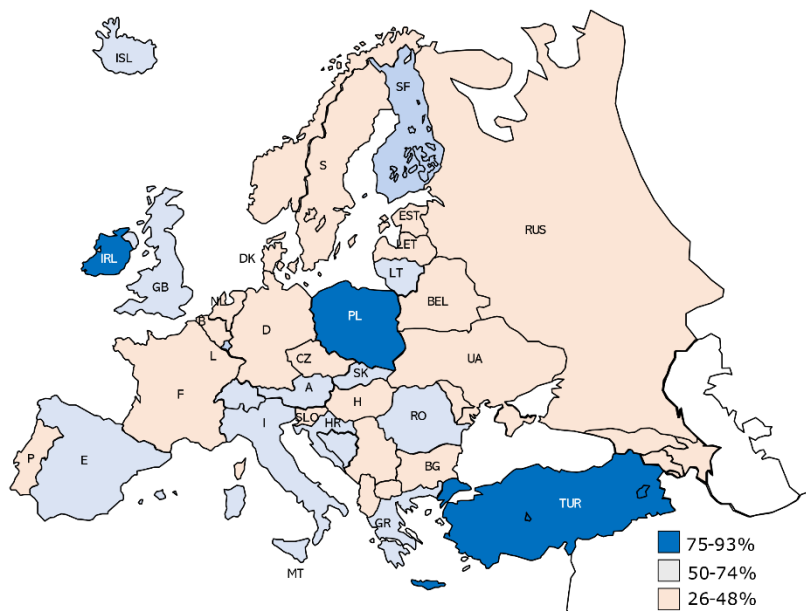 ISL
SF
S
RUS
EST
LET
DK
IRL
LT
GB
NL
BEL
B
D
PL
L
CZ
UA
SK
A
F
H
SLO
RO
I
HR
P
E
BG
TUR
GR
MT
75-93%
50-74%
26-48%